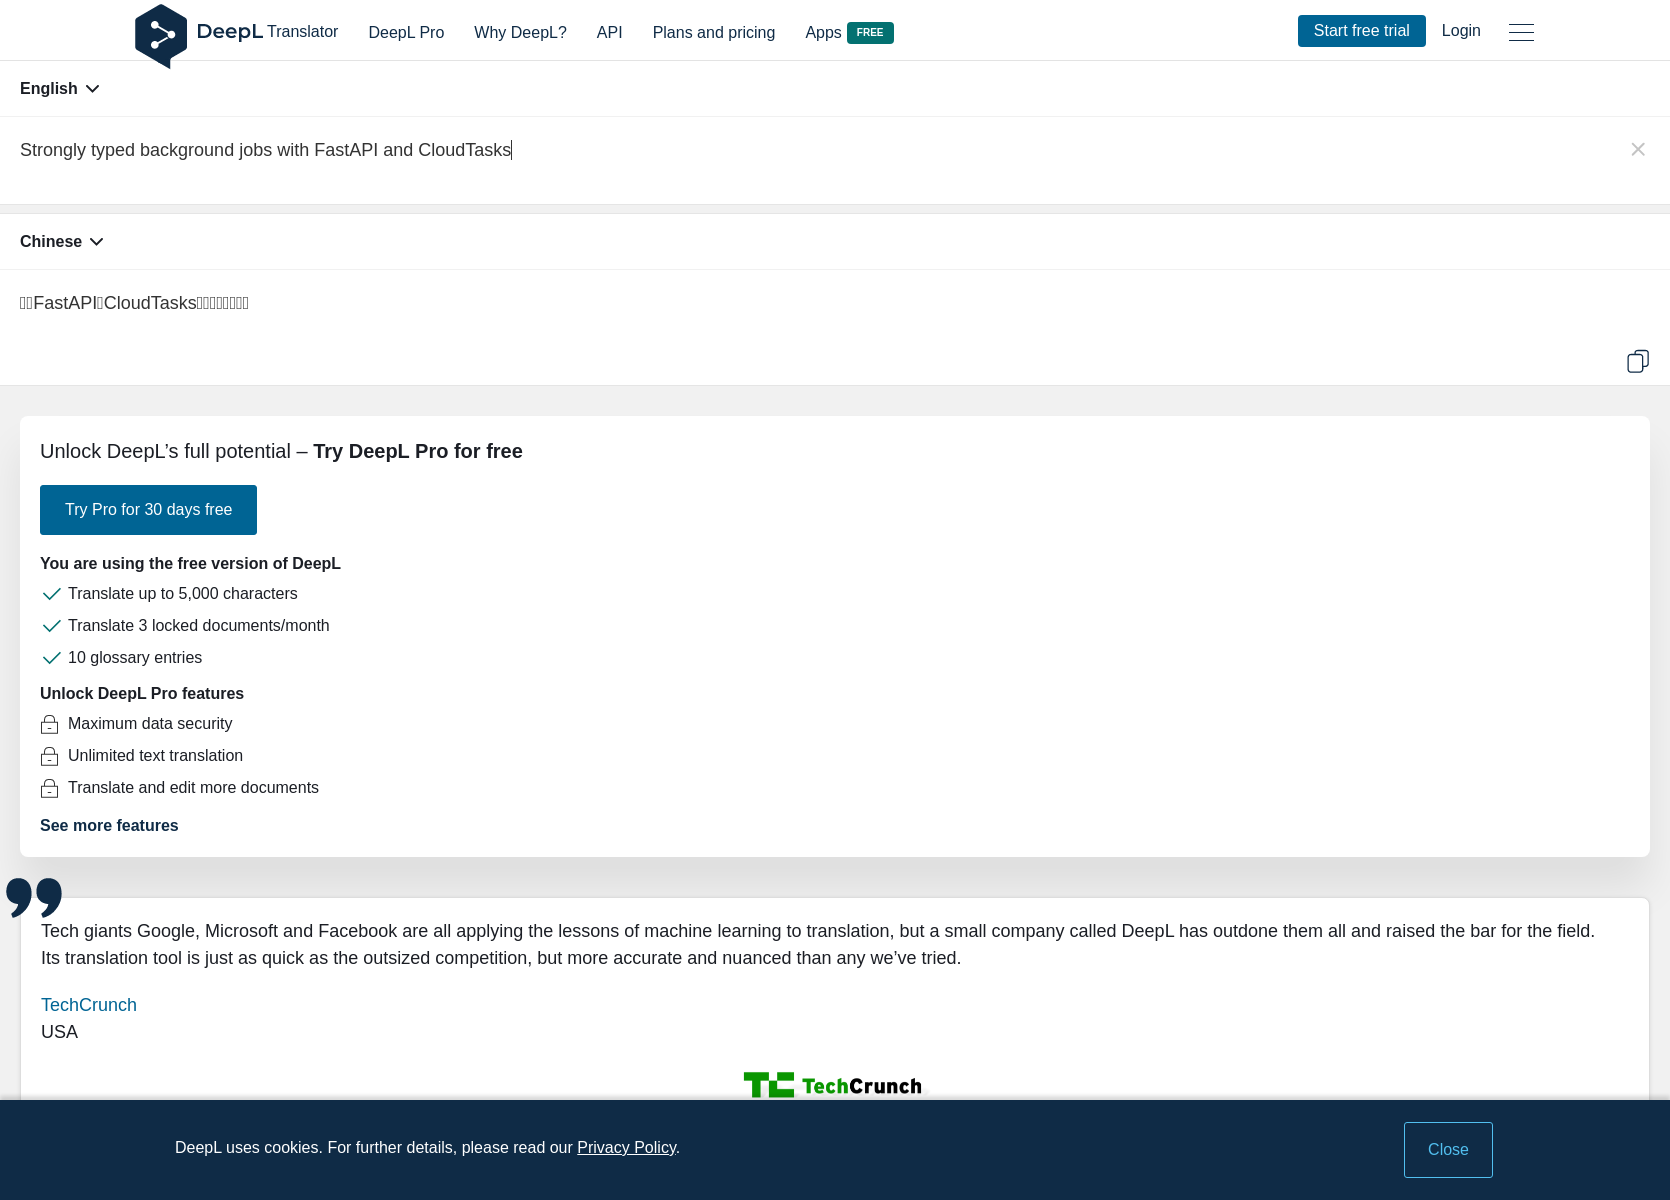 DeepL Translator DeepL Pro Why DeepL? API Plans and pricing Apps FREE Start free trial Login
English
Strongly typed background jobs with FastAPI and CloudTasks
Chinese
FastAPI CloudTasks
Unlock DeepL’s full potential – Try DeepL Pro for free
Try Pro for 30 days free
You are using the free version of DeepL
Translate up to 5,000 characters
Translate 3 locked documents/month
10 glossary entries
Unlock DeepL Pro features
Maximum data security
Unlimited text translation
Translate and edit more documents
See more features
Tech giants Google, Microsoft and Facebook are all applying the lessons of machine learning to translation, but a small company called DeepL has outdone them all and raised the bar for the field.
Its translation tool is just as quick as the outsized competition, but more accurate and nuanced than any we’ve tried.
TechCrunch
USA
TC TechCrunch
DeepL uses cookies. For further details, please read our Privacy Policy.
Close